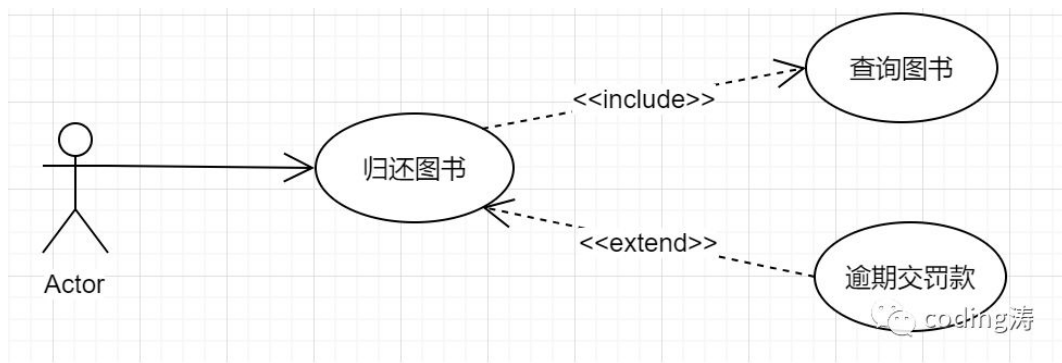 查询图书
<<include>>
归还图书
<<extend>>
逾期交罚款
Actor
coding涛